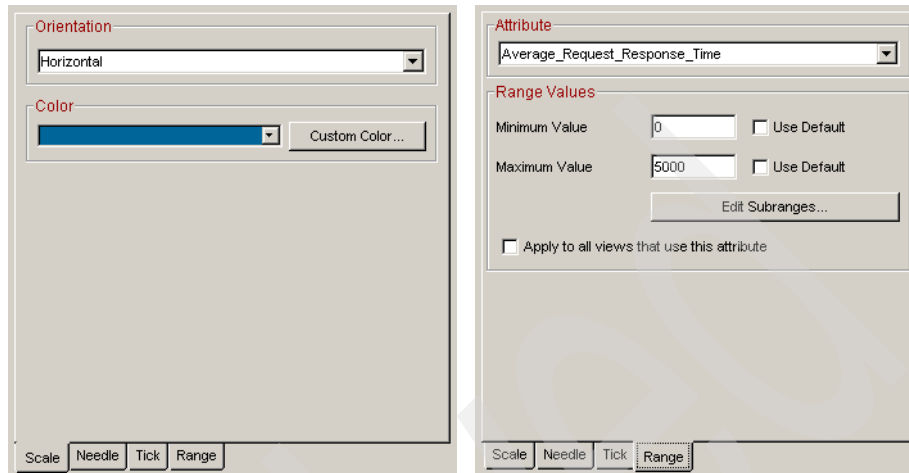 Orientation
Horizontal
Color
Custom Color...
Scale Needle Tick Range
Attribute
Average_Request_Response_Time
Range Values
Minimum Value 0 Use Default
Maximum Value 5000 Use Default
Edit Subranges...
Apply to all views that use this attribute
Scale Needle Tick Range